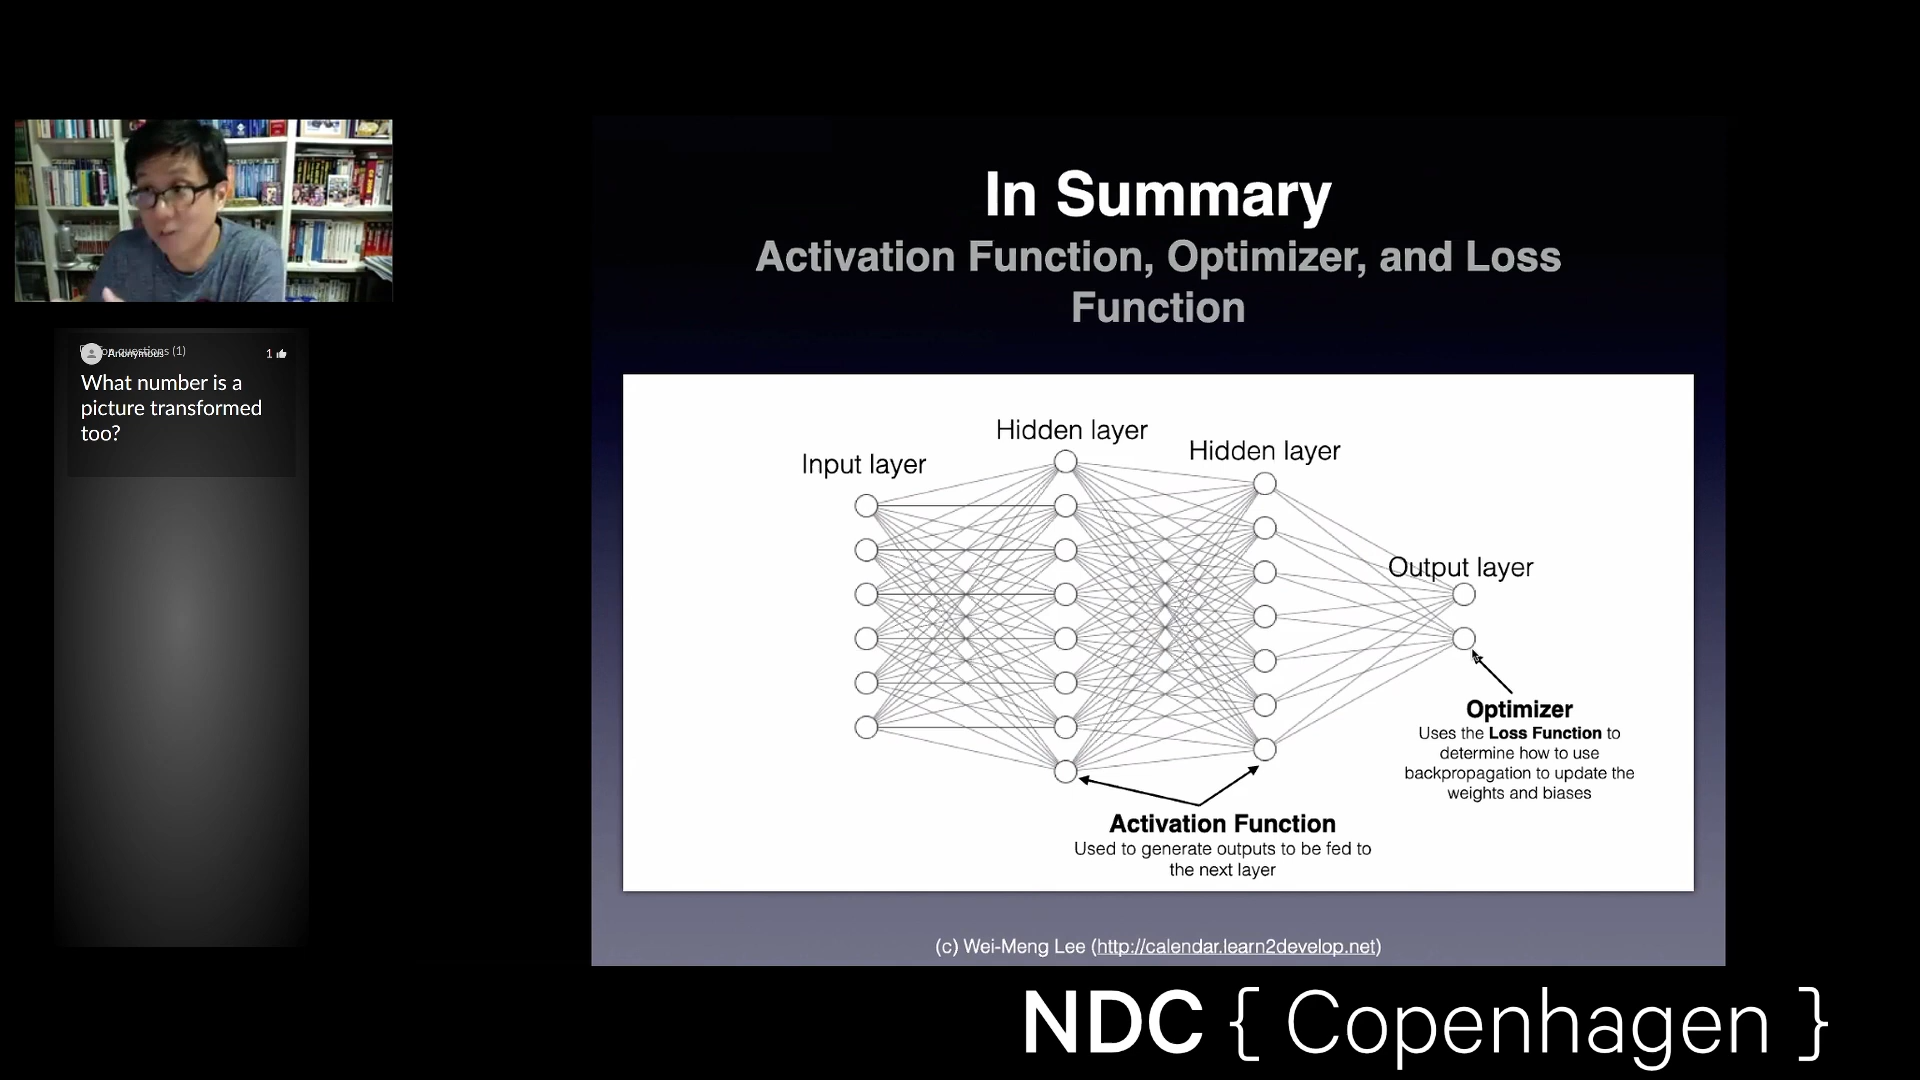 In Summary
Activation Function, Optimizer, and Loss
Function
questions (1)
Anonymous
1
What number is a
picture transformed
too?
Hidden layer
Hidden layer
Input layer
Output layer
Optimizer
Uses the Loss Function to
determine how to use
backpropagation to update the
weights and biases
Activation Function
Used to generate outputs to be fed to
the next layer
(c) Wei-Meng Lee (http://calendar.learn2develop.net)
NDC { Copenhagen }